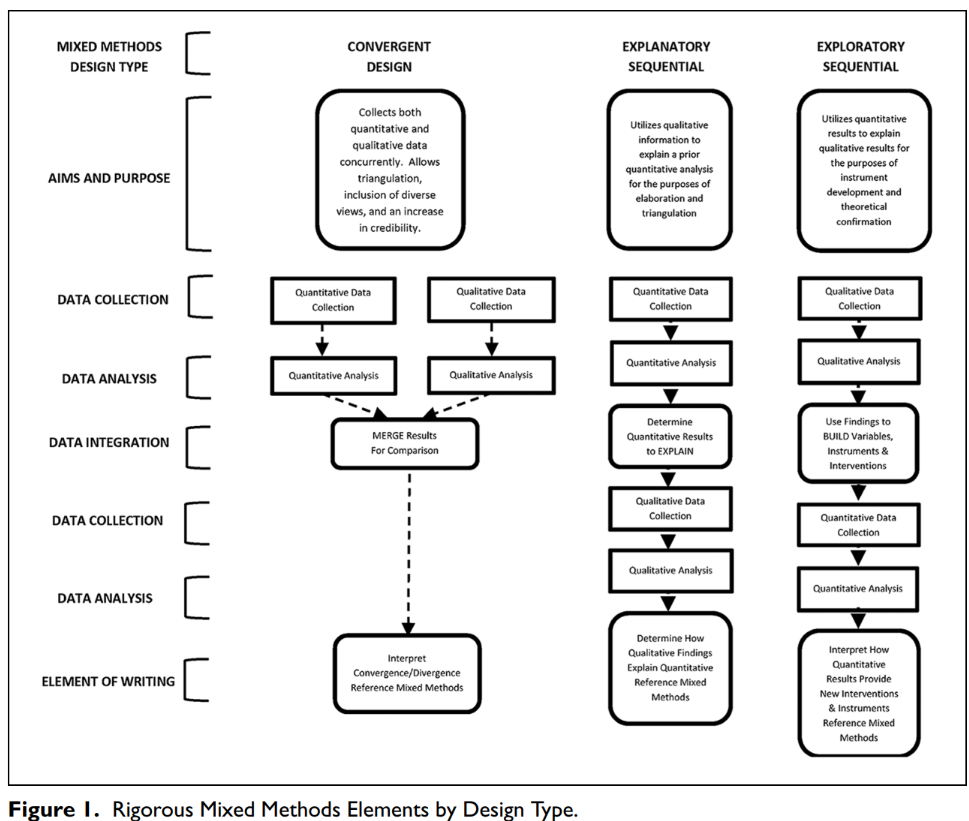 MIXED METHODS
DESIGN TYPE
CONVERGENT
DESIGN
EXPLANATORY
SEQUENTIAL
EXPLORATORY
SEQUENTIAL
AIMS AND PURPOSE
Collects both
quantitative and
qualitative data
concurrently. Allows
triangulation,
inclusion of diverse
views, and an increase
in credibility.
Utilizes qualitative
information to
explain a prior
quantitative analysis
for the purposes of
elaboration and
triangulation
Utilizes quantitative
results to explain
qualitative results for
the purposes of
instrument
development and
theoretical
confirmation
DATA COLLECTION
Quantitative Data
Collection
Qualitative Data
Collection
Quantitative Data
Collection
Qualitative Data
Collection
DATA ANALYSIS
Quantitative Analysis
Qualitative Analysis
Quantitative Analysis
Qualitative Analysis
DATA INTEGRATION
MERGE Results
For Comparison
Determine
Quantitative Results
to EXPLAIN
Use Findings to
BUILD Variables,
Instruments &
Interventions
DATA COLLECTION
Qualitative Data
Collection
Quantitative Data
Collection
DATA ANALYSIS
Qualitative Analysis
Quantitative Analysis
ELEMENT OF WRITING
Interpret
Convergence/Divergence
Reference Mixed Methods
Determine How
Qualitative Findings
Explain Quantitative
Reference Mixed
Methods
Interpret How
Quantitative
Results Provide
New Interventions
& Instruments
Reference Mixed
Methods
Figure 1. Rigorous Mixed Methods Elements by Design Type.